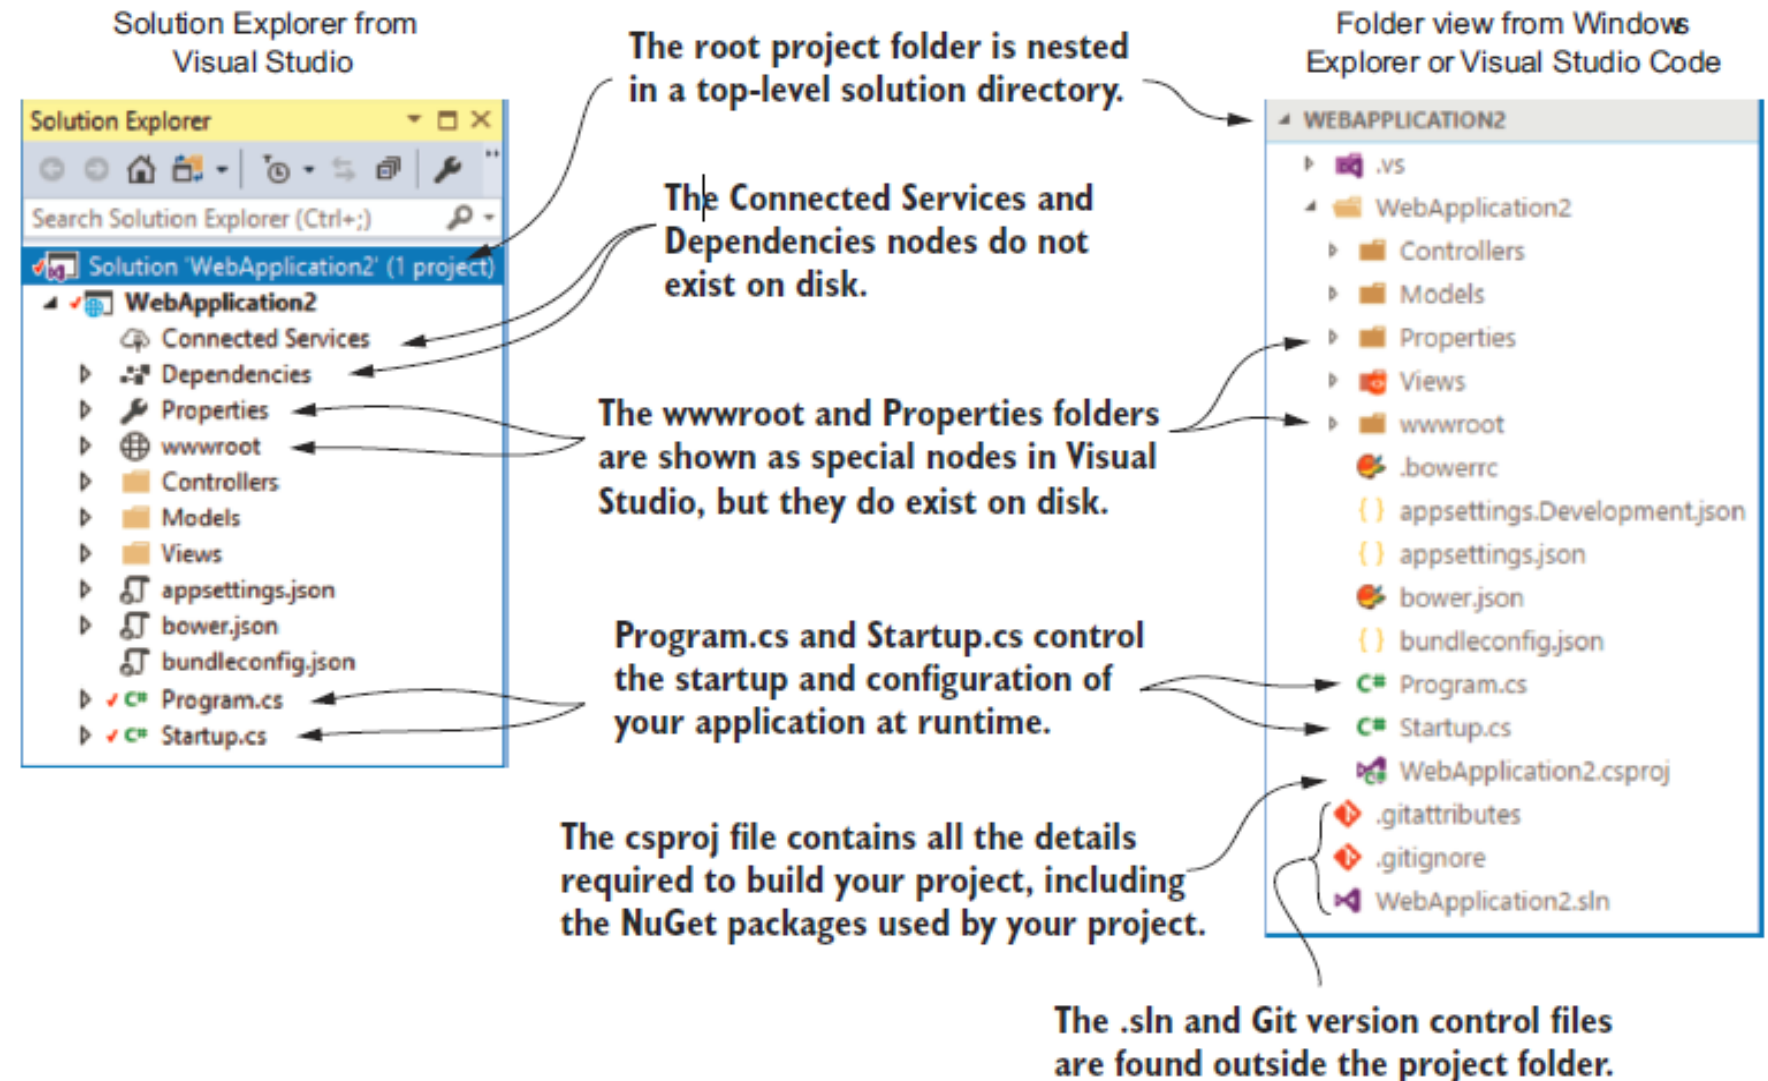 Solution Explorer from
Visual Studio
Solution Explorer
Search Solution Explorer (Ctrl+;)
Solution 'WebApplication2' (1 project)
WebApplication2
Connected Services
Dependencies
Properties
wwwroot
Controllers
Models
Views
appsettings.json
bower.json
bundleconfig.json
C# Program.cs
C# Startup.cs
The root project folder is nested
in a top-level solution directory.
The Connected Services and
Dependencies nodes do not
exist on disk.
The wwwroot and Properties folders
are shown as special nodes in Visual
Studio, but they do exist on disk.
Program.cs and Startup.cs control
the startup and configuration of
your application at runtime.
The csproj file contains all the details
required to build your project, including
the NuGet packages used by your project.
Folder view from Windows
Explorer or Visual Studio Code
WEBAPPLICATION2
.vs
WebApplication2
Controllers
Models
Properties
Views
wwwroot
.bowerrc
{ } appsettings.Development.json
{ } appsettings.json
bower.json
{ } bundleconfig.json
C# Program.cs
C# Startup.cs
WebApplication2.csproj
.gitattributes
.gitignore
WebApplication2.sln
The .sln and Git version control files
are found outside the project folder.